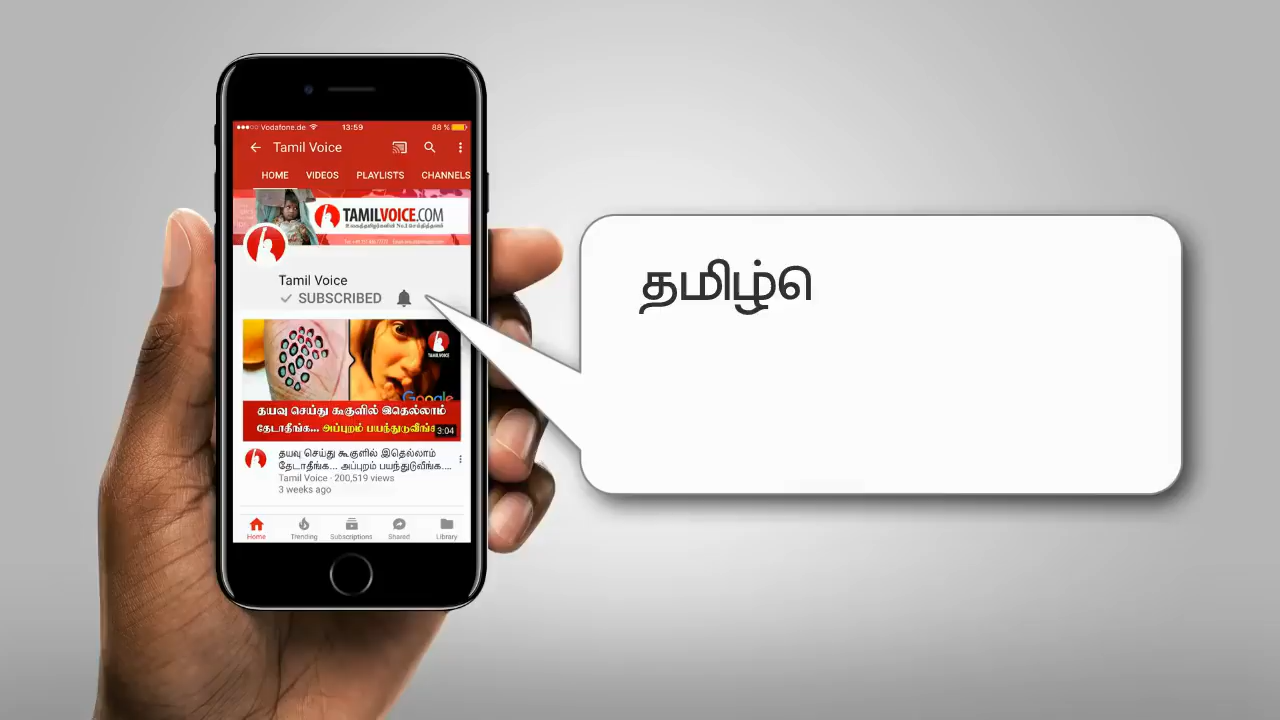 Vodafone.de 13:59 88 %
Tamil Voice
HOME VIDEOS PLAYLISTS CHANNELS
TAMILVOICE.COM
Tamil Voice
SUBSCRIBED
TAMILVOICE
Google
தயவு செய்து கூகுளில் இதெல்லாம்
தேடாதீங்க... அப்புறம் பயந்துடுவீங்க
3:04
தயவு செய்து கூகுளில் இதெல்லாம்
தேடாதீங்க... அப்புறம் பயந்துடுவீங்க....
Tamil Voice · 200,519 views
3 weeks ago
Home Trending Subscriptions Shared Library
தமிழ்ெ